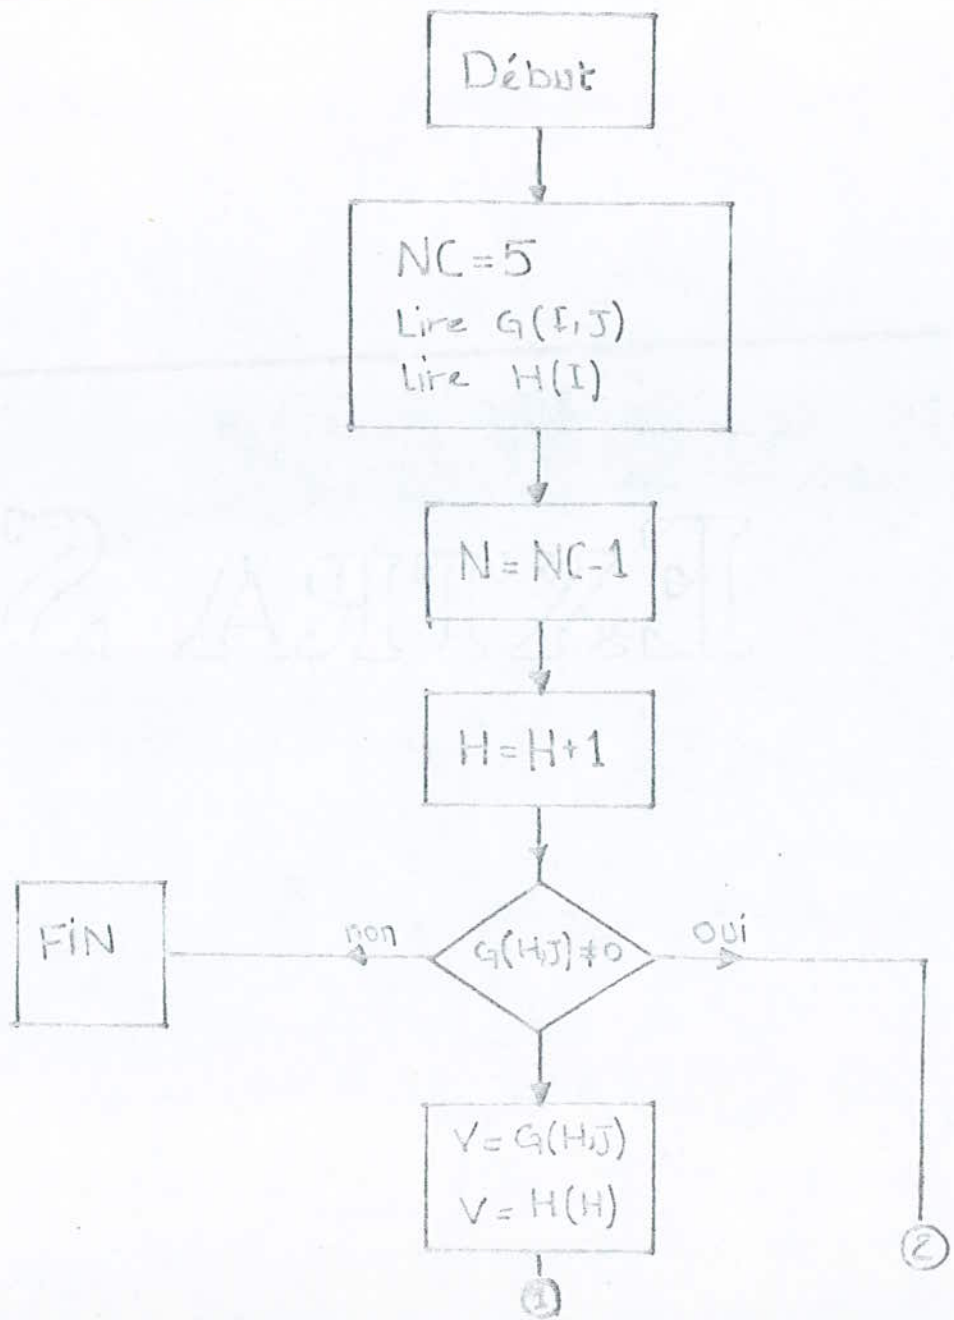 Début
NC=5
Lire G(I,J)
Lire H(I)
N=NC-1
H=H+1
FIN
non
G(H,J)≠0
oui
V=G(H,J)
V=H(H)
2
1